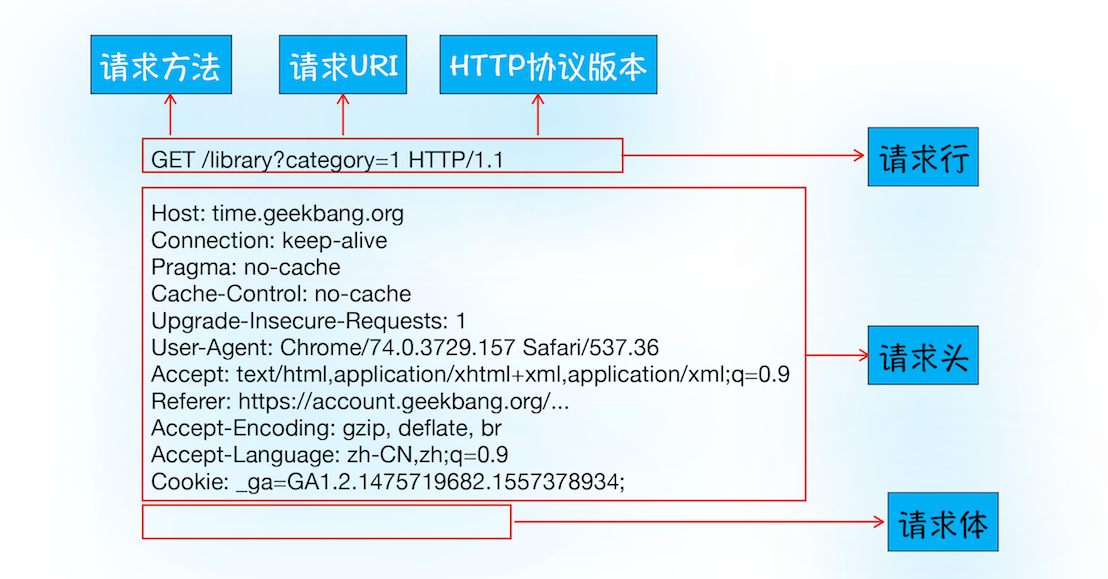 请求方法 请求URI HTTP协议版本
GET /library?category=1 HTTP/1.1
请求行
Host: time.geekbang.org
Connection: keep-alive
Pragma: no-cache
Cache-Control: no-cache
Upgrade-Insecure-Requests: 1
User-Agent: Chrome/74.0.3729.157 Safari/537.36
Accept: text/html,application/xhtml+xml,application/xml;q=0.9
Referer: https://account.geekbang.org/...
Accept-Encoding: gzip, deflate, br
Accept-Language: zh-CN,zh;q=0.9
Cookie: _ga=GA1.2.1475719682.1557378934;
请求头
请求体